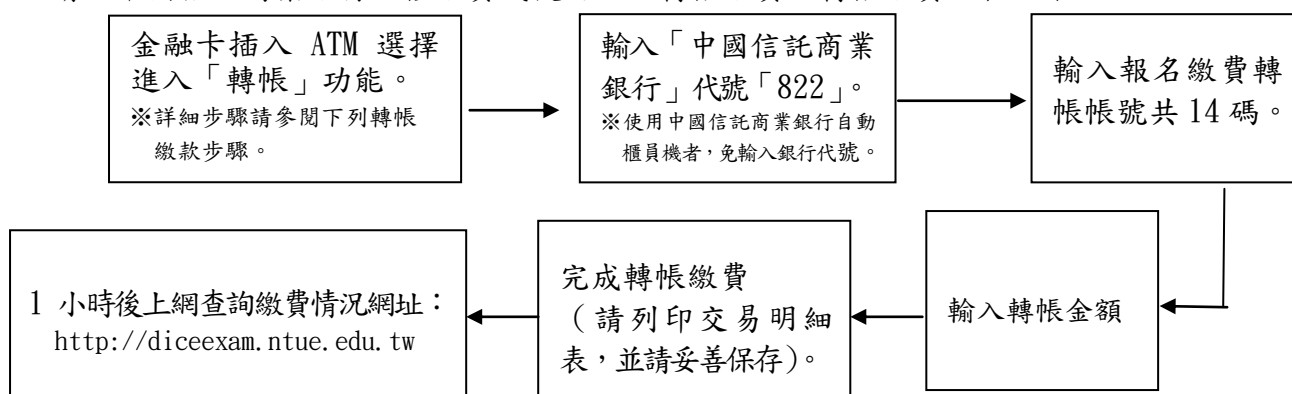 金融卡插入 ATM 選擇
進入「轉帳」功能。
※詳細步驟請參閱下列轉帳
繳款步驟。
輸入「中國信託商業
銀行」代號「822」。
※使用中國信託商業銀行自動
櫃員機者，免輸入銀行代號。
輸入報名繳費轉
帳帳號共 14 碼。
輸入轉帳金額
完成轉帳繳費
（請列印交易明細
表，並請妥善保存）。
1 小時後上網查詢繳費情況網址：
http://diceexam.ntue.edu.tw